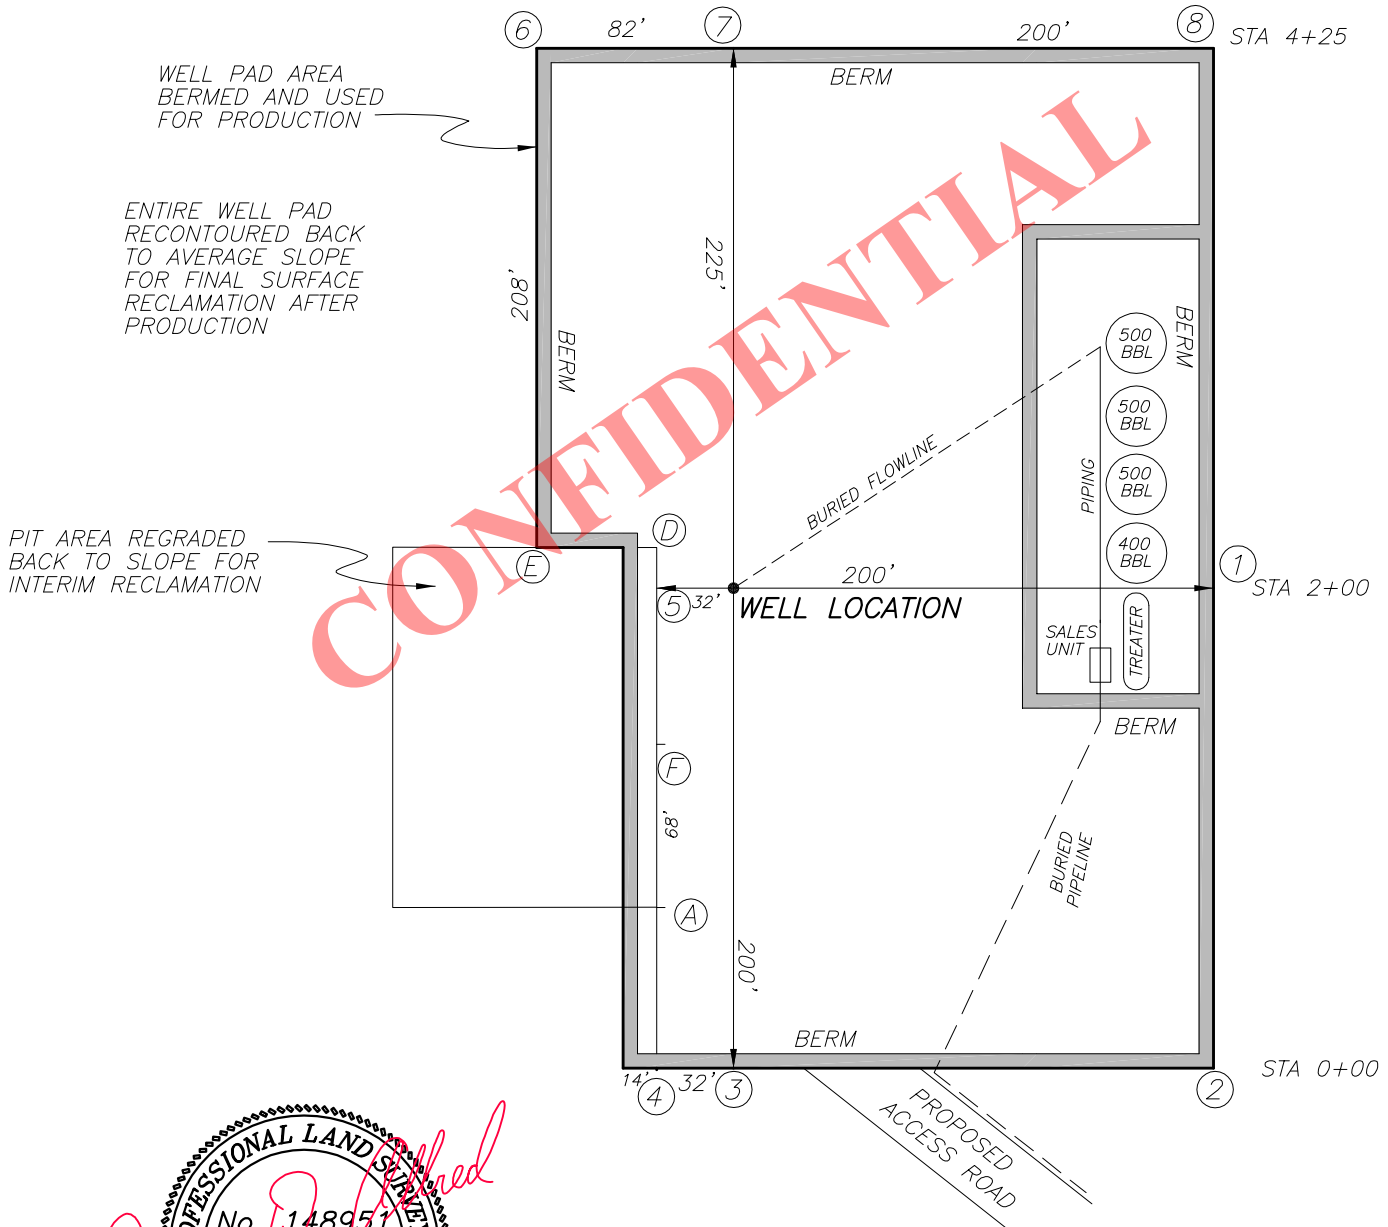 6
82'
7
200'
8
STA 4+25
WELL PAD AREA
BERMED AND USED
FOR PRODUCTION
BERM
ENTIRE WELL PAD
RECONTOURED BACK
TO AVERAGE SLOPE
FOR FINAL SURFACE
RECLAMATION AFTER
PRODUCTION
208'
BERM
225'
CONFIDENTIAL
BERM
500
BBL
500
BBL
500
BBL
400
BBL
PIPING
BURIED FLOWLINE
PIT AREA REGRADED
BACK TO SLOPE FOR
INTERIM RECLAMATION
D
E
5
32'
200'
WELL LOCATION
1
STA 2+00
SALES
UNIT
TREATER
BERM
F
68'
A
200'
BURIED
PIPELINE
BERM
14'
4
32'
3
2
STA 0+00
PROPOSED
ACCESS ROAD
OFESSIONAL LAND SURVE
No. 148951